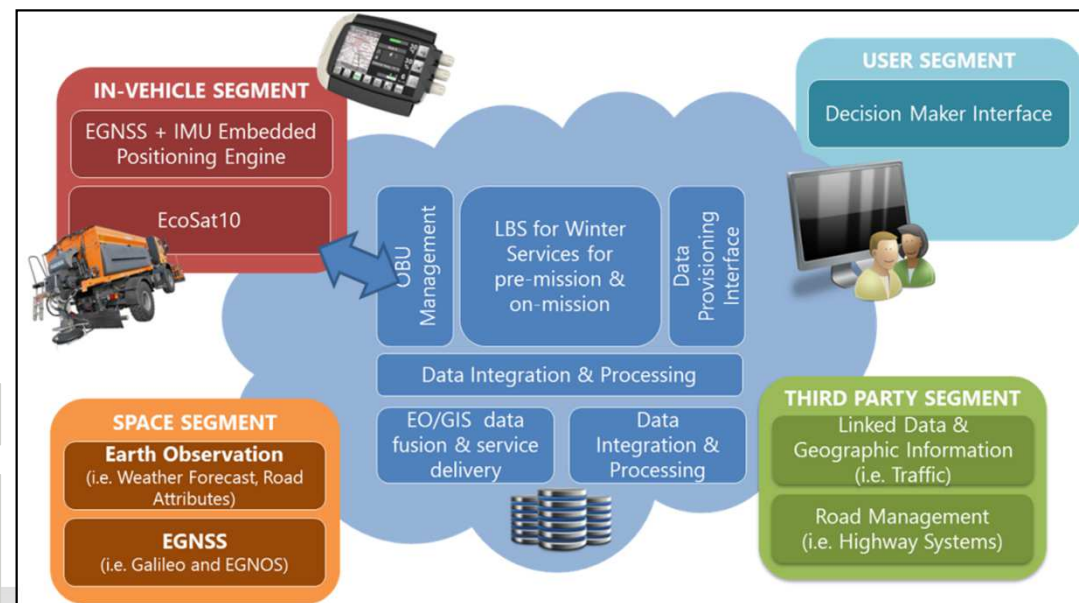 IN-VEHICLE SEGMENT
EGNSS + IMU Embedded
Positioning Engine
EcoSat10
USER SEGMENT
Decision Maker Interface
OBU
Management
LBS for Winter
Services for
pre-mission &
on-mission
Data
Provisioning
Interface
Data Integration & Processing
EO/GIS data
fusion & service
delivery
Data
Integration &
Processing
SPACE SEGMENT
Earth Observation
(i.e. Weather Forecast, Road
Attributes)
EGNSS
(i.e. Galileo and EGNOS)
THIRD PARTY SEGMENT
Linked Data &
Geographic Information
(i.e. Traffic)
Road Management
(i.e. Highway Systems)